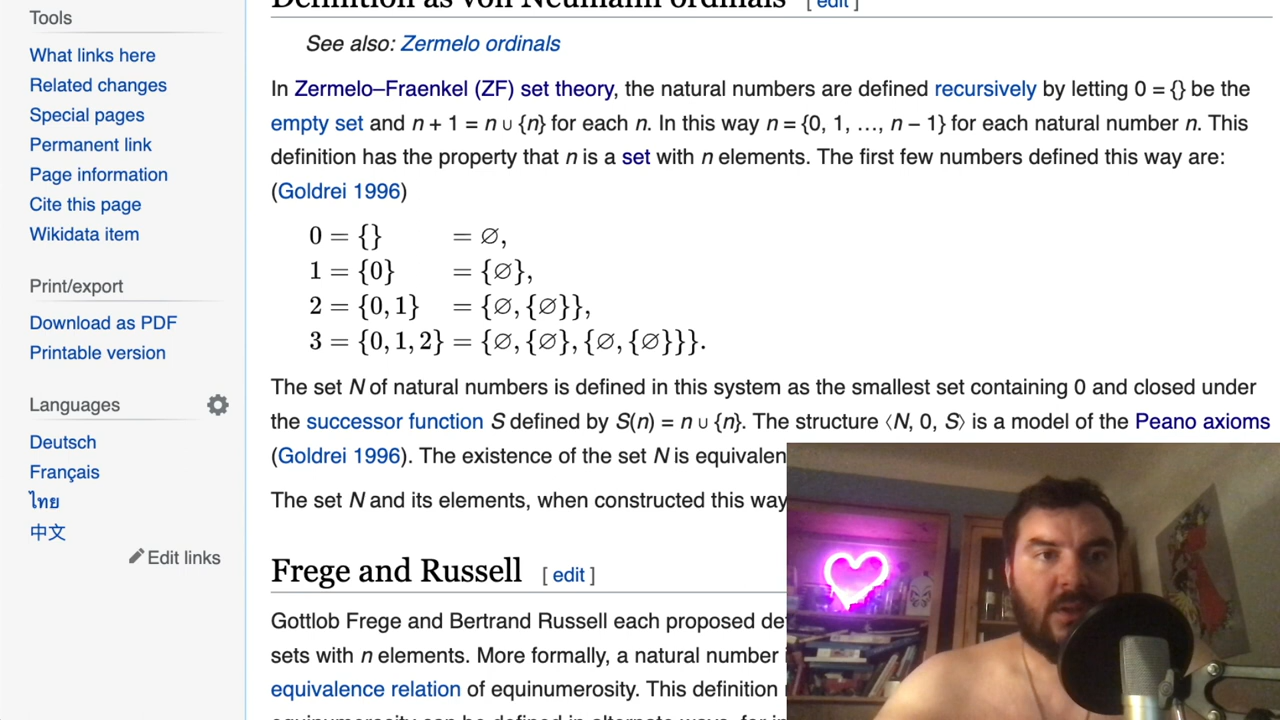 Tools
What links here
Related changes
Special pages
Permanent link
Page information
Cite this page
Wikidata item
Print/export
Download as PDF
Printable version
Languages
Deutsch
Français
ไทย
中文
Edit links
Definition as von Neumann ordinals [ edit ]
See also: Zermelo ordinals
In Zermelo–Fraenkel (ZF) set theory, the natural numbers are defined recursively by letting 0 = {} be the
empty set and n + 1 = n ∪ {n} for each n. In this way n = {0, 1, …, n − 1} for each natural number n. This
definition has the property that n is a set with n elements. The first few numbers defined this way are:
(Goldrei 1996)
0 = {} = ∅,
1 = {0} = {∅},
2 = {0, 1} = {∅, {∅}},
3 = {0, 1, 2} = {∅, {∅}, {∅, {∅}}}.
The set N of natural numbers is defined in this system as the smallest set containing 0 and closed under
the successor function S defined by S(n) = n ∪ {n}. The structure ⟨N, 0, S⟩ is a model of the Peano axioms
(Goldrei 1996). The existence of the set N is
The set N and its elements, when constructed this way
Frege and Russell [ edit ]
Gottlob Frege and Bertrand Russell each proposed
sets with n elements. More formally, a natural number
equivalence relation of equinumerosity. This definition